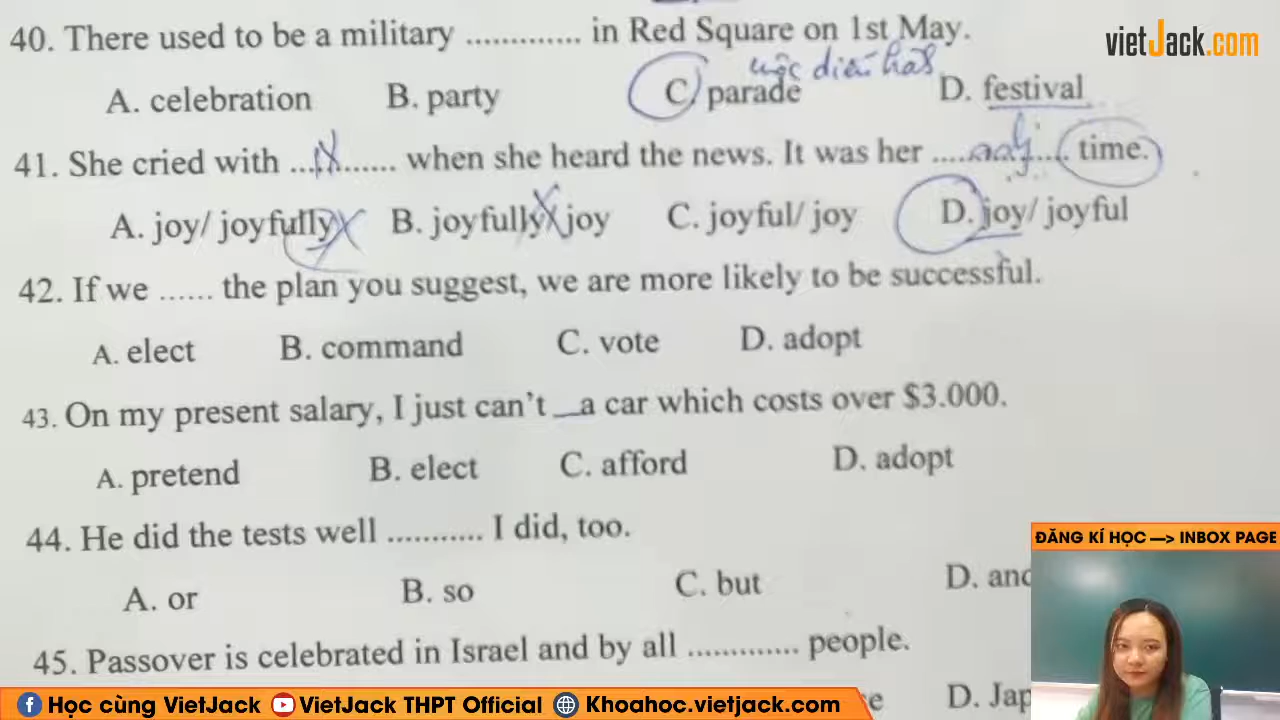 vietJack.com
40. There used to be a military ............. in Red Square on 1st May.
cuộc diễu hành
A. celebration B. party C. parade D. festival
41. She cried with ............. when she heard the news. It was her .....adj..... time.
A. joy/ joyfully B. joyfully/ joy C. joyful/ joy D. joy/ joyful
42. If we ...... the plan you suggest, we are more likely to be successful.
A. elect B. command C. vote D. adopt
43. On my present salary, I just can't __a car which costs over $3.000.
A. pretend B. elect C. afford D. adopt
44. He did the tests well ........... I did, too.
A. or B. so C. but D.
45. Passover is celebrated in Israel and by all ............. people.
D.
ĐĂNG KÍ HỌC —> INBOX PAGE
Học cùng VietJack VietJack THPT Official Khoahoc.vietjack.com